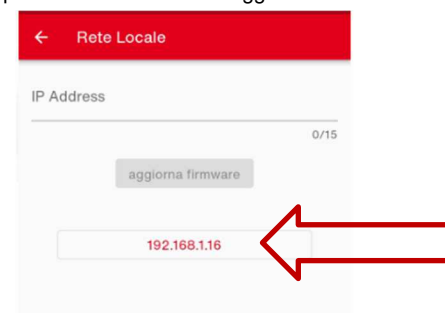 ← Rete Locale
IP Address
0/15
aggiorna firmware
192.168.1.16